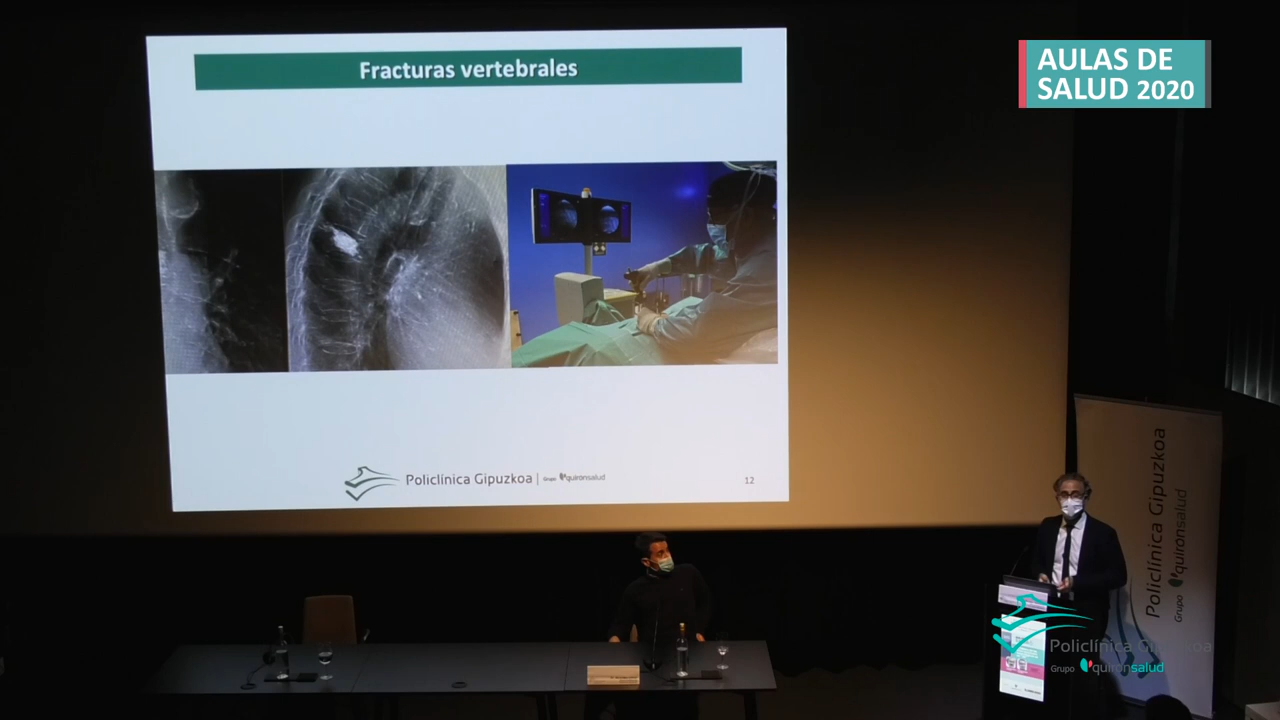 Fracturas vertebrales
AULAS DE
SALUD 2020
Policlínica Gipuzkoa
Grupo quirónsalud
12
Policlínica Gipuzkoa
Grupo quirónsalud
Policlínica Gipuzkoa
Grupo quirónsalud